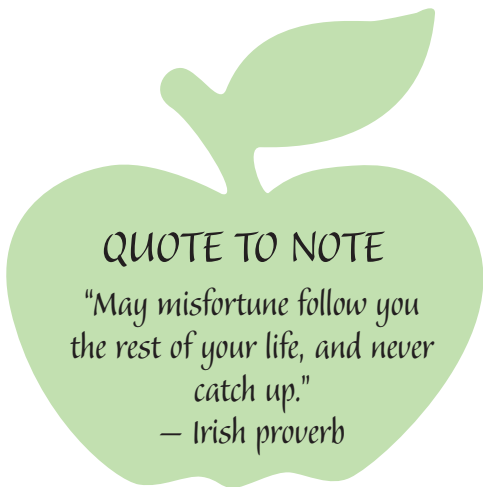 QUOTE TO NOTE
“May misfortune follow you
the rest of your life, and never
catch up.”
— Irish proverb